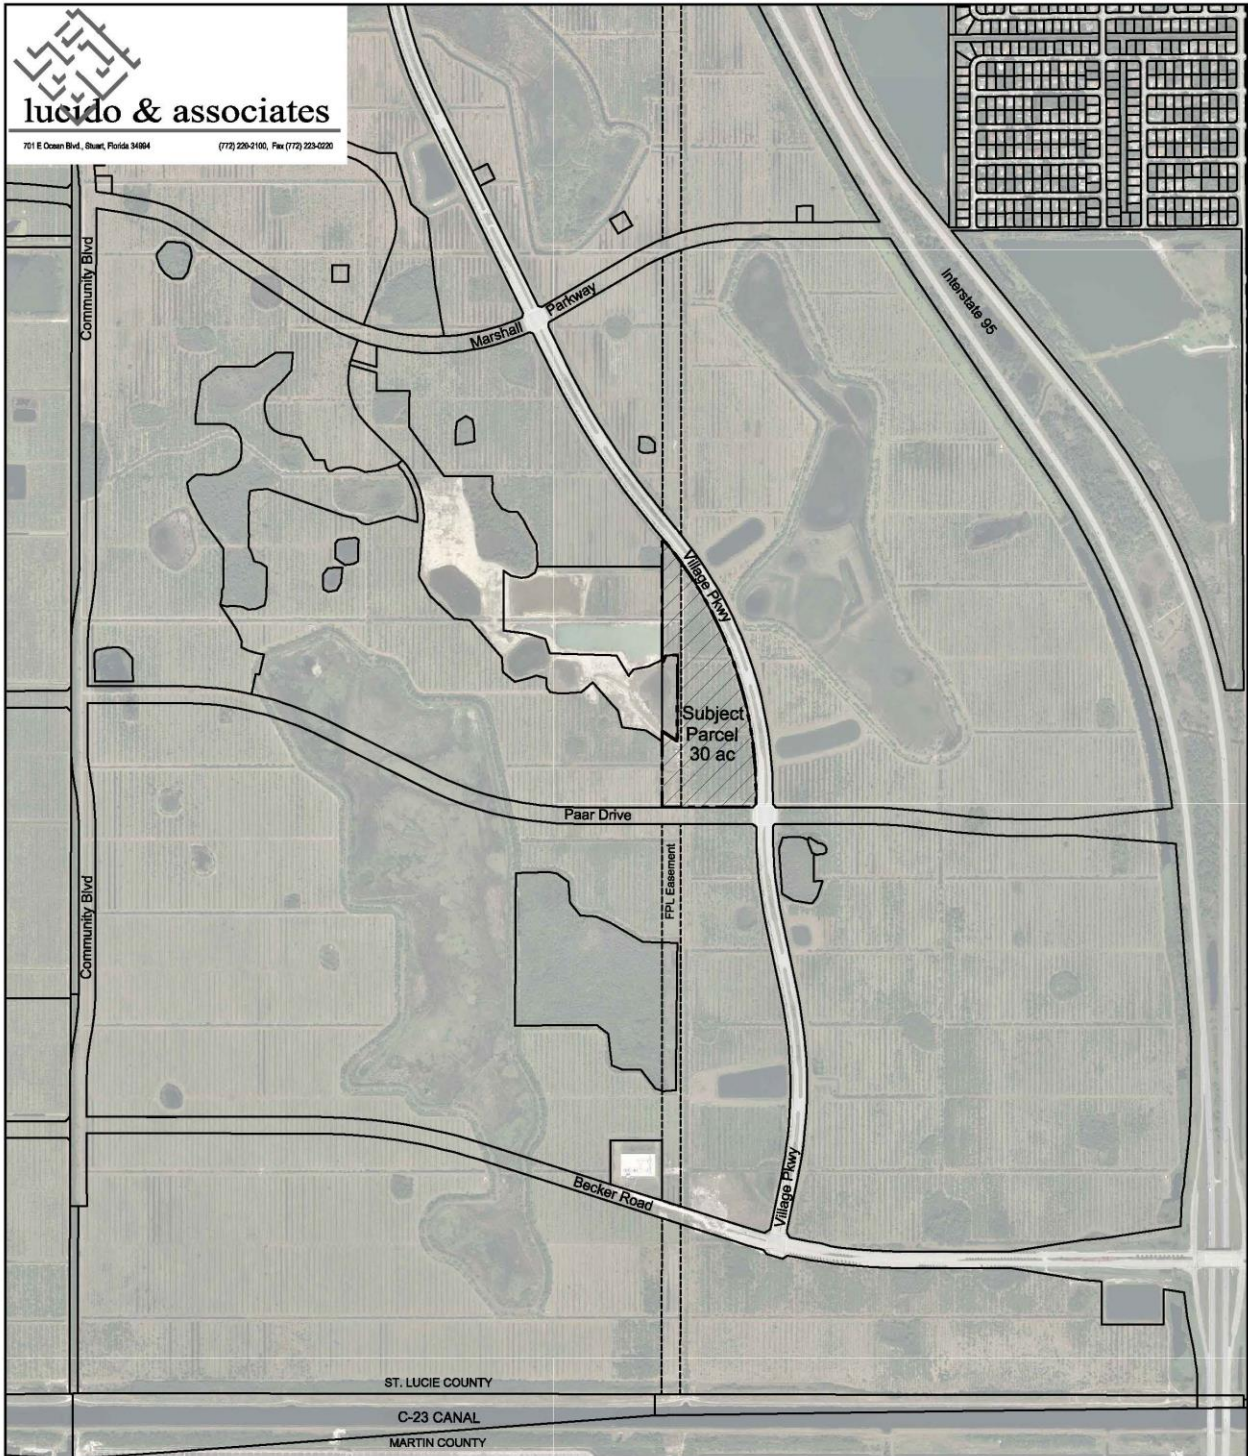 lucido & associates
701 E Ocean Blvd., Stuart, Florida 34994 (772) 220-2100, Fax (772) 223-0220
Community Blvd
Interstate 95
Marshall Parkway
Village Pkwy
Subject
Parcel
30 ac
Paar Drive
FPL Easement
Community Blvd
Becker Road
Village Pkwy
ST. LUCIE COUNTY
C-23 CANAL
MARTIN COUNTY